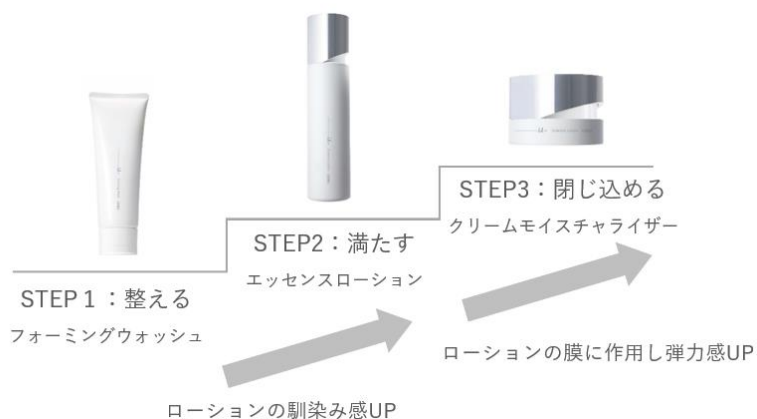 STEP 1：整える
フォーミングウォッシュ
STEP2：満たす
エッセンスローション
STEP3：閉じ込める
クリームモイスチャライザー
ローションの馴染み感UP
ローションの膜に作用し弾力感UP